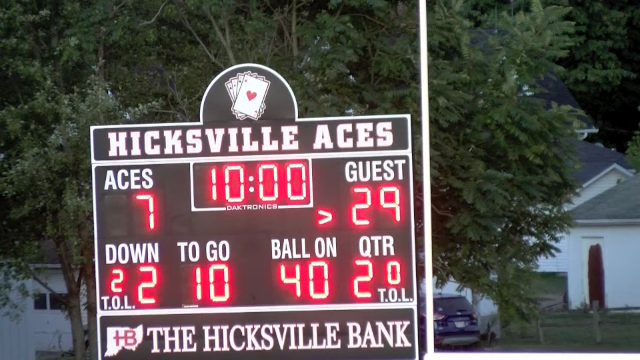 HICKSVILLE ACES
ACES 10:00 GUEST
DAKTRONICS
7 > 29
DOWN TO GO BALL ON QTR
2 2 10 40 2 0
T.O.L. T.O.L.
HB THE HICKSVILLE BANK